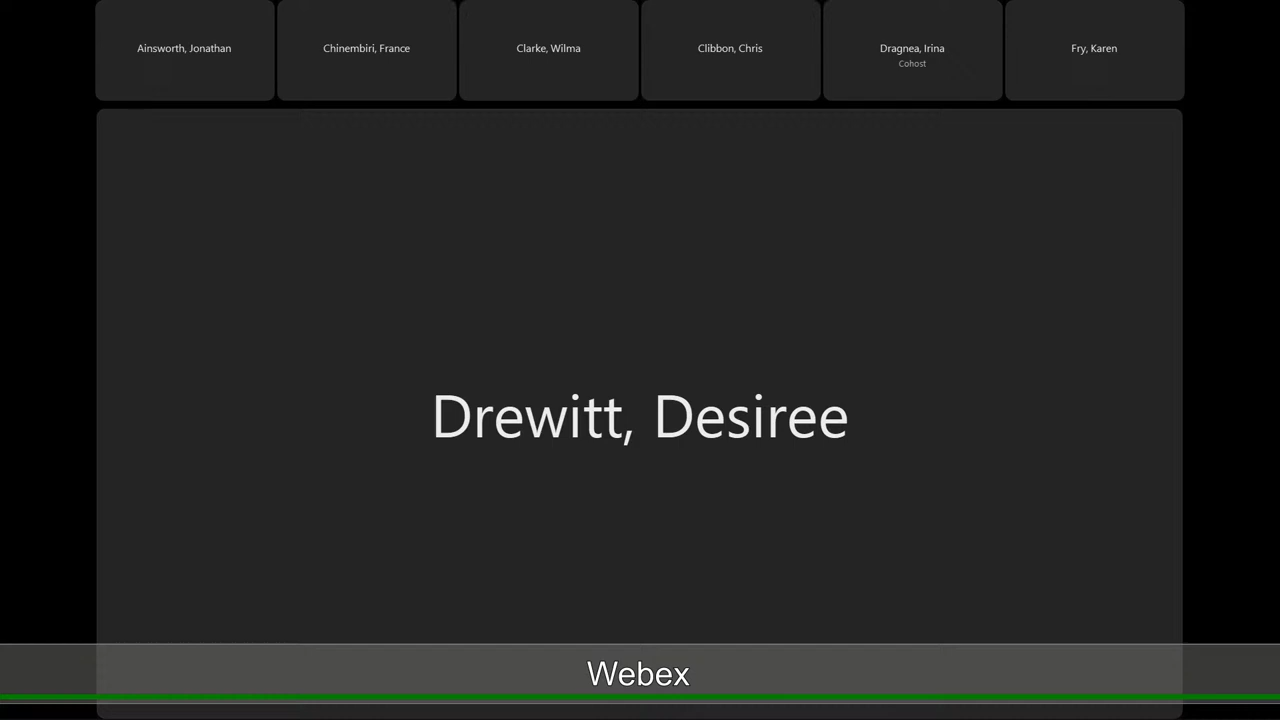 Ainsworth, Jonathan
Chinembiri, France
Clarke, Wilma
Clibbon, Chris
Dragnea, Irina
Cohost
Fry, Karen
Drewitt, Desiree
Webex